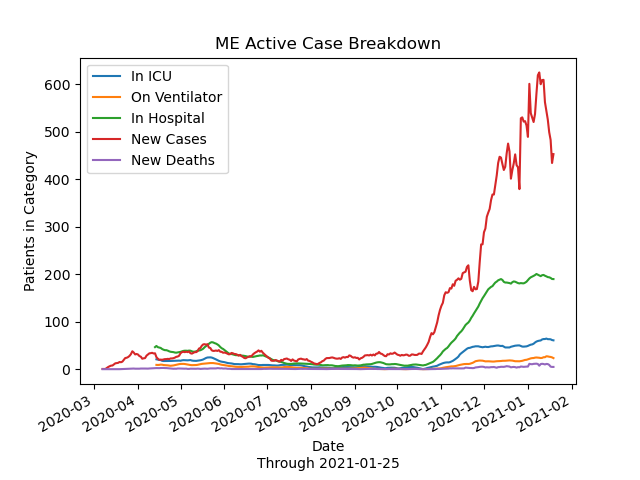 ME Active Case Breakdown
In ICU
On Ventilator
In Hospital
New Cases
New Deaths
Patients in Category
600
500
400
300
200
100
0
2020-03
2020-04
2020-05
2020-06
2020-07
2020-08
2020-09
2020-10
2020-11
2020-12
2021-01
2021-02
Date
Through 2021-01-25